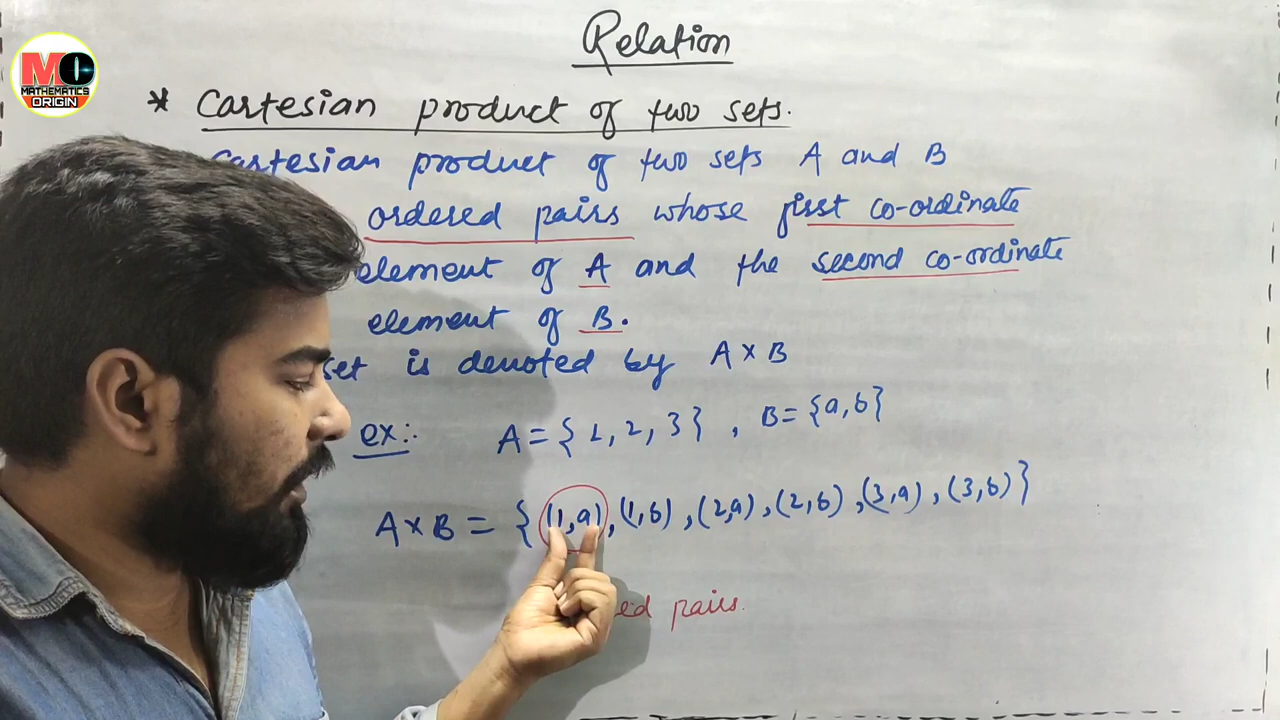 MO
MATHEMATICS
ORIGIN
Relation
* Cartesian product of two sets.
Cartesian product of two sets A and B
ordered pairs whose first co-ordinate
element of A and the second co-ordinate
element of B.
set is denoted by A × B
ex:. A = {1, 2, 3} , B = {a, b}
A × B = {(1, a), (1, b), (2, a), (2, b), (3, a), (3, b)}
pairs.